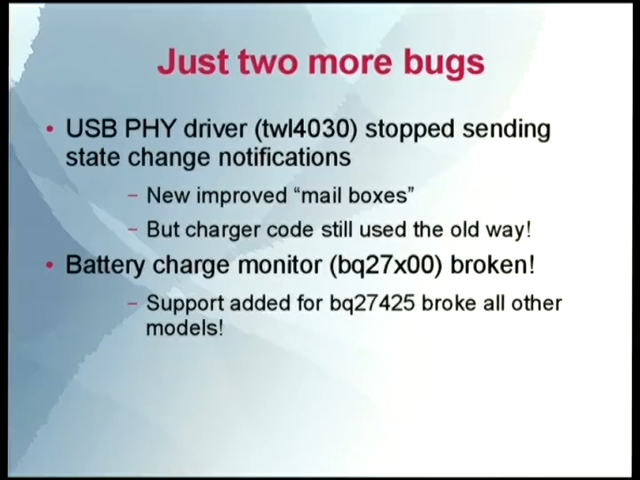 Just two more bugs
• USB PHY driver (twl4030) stopped sending
state change notifications
– New improved “mail boxes”
– But charger code still used the old way!
• Battery charge monitor (bq27x00) broken!
– Support added for bq27425 broke all other
models!